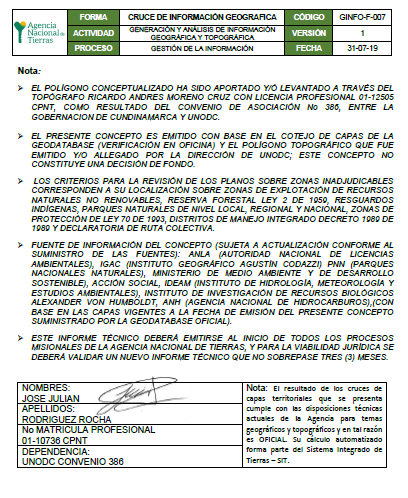 Agencia
Nacional de
Tierras
FORMA CRUCE DE INFORMACIÓN GEOGRAFICA CÓDIGO GINFO-F-007
ACTIVIDAD GENERACIÓN Y ANÁLISIS DE INFORMACIÓN GEOGRÁFICA Y TOPOGRÁFICA VERSIÓN 1
PROCESO GESTIÓN DE LA INFORMACIÓN FECHA 31-07-19
Nota:
➢ EL POLÍGONO CONCEPTUALIZADO HA SIDO APORTADO Y/Ó LEVANTADO A TRAVÉS DEL
TOPÓGRAFO RICARDO ANDRES MORENO CRUZ CON LICENCIA PROFESIONAL 01-12505
CPNT, COMO RESULTADO DEL CONVENIO DE ASOCIACIÓN No 386, ENTRE LA
GOBERNACION DE CUNDINAMARCA Y UNODC.
➢ EL PRESENTE CONCEPTO ES EMITIDO CON BASE EN EL COTEJO DE CAPAS DE LA
GEODATABASE (VERIFICACIÓN EN OFICINA) Y EL POLÍGONO TOPOGRÁFICO QUE FUE
EMITIDO Y/O ALLEGADO POR LA DIRECCIÓN DE UNODC; ESTE CONCEPTO NO
CONSTITUYE UNA DECISIÓN DE FONDO.
➢ LOS CRITERIOS PARA LA REVISIÓN DE LOS PLANOS SOBRE ZONAS INADJUDICABLES
CORRESPONDEN A SU LOCALIZACIÓN SOBRE ZONAS DE EXPLOTACIÓN DE RECURSOS
NATURALES NO RENOVABLES, RESERVA FORESTAL LEY 2 DE 1959, RESGUARDOS
INDÍGENAS, PARQUES NATURALES DE NIVEL LOCAL, REGIONAL Y NACIONAL, ZONAS DE
PROTECCIÓN DE LEY 70 DE 1993, DISTRITOS DE MANEJO INTEGRADO DECRETO 1989 DE
1989 Y DECLARATORIA DE RUTA COLECTIVA.
➢ FUENTE DE INFORMACIÓN DEL CONCEPTO (SUJETA A ACTUALIZACIÓN CONFORME AL
SUMINISTRO DE LAS FUENTES): ANLA (AUTORIDAD NACIONAL DE LICENCIAS
AMBIENTALES), IGAC (INSTITUTO GEOGRÁFICO AGUSTÍN CODAZZI) PNN (PARQUES
NACIONALES NATURALES), MINISTERIO DE MEDIO AMBIENTE Y DE DESARROLLO
SOSTENIBLE), ACCIÓN SOCIAL, IDEAM (INSTITUTO DE HIDROLOGÍA, METEOROLOGÍA Y
ESTUDIOS AMBIENTALES), INSTITUTO DE INVESTIGACIÓN DE RECURSOS BIOLÓGICOS
ALEXANDER VON HUMBOLDT, ANH (AGENCIA NACIONAL DE HIDROCARBUROS),(CON
BASE EN LAS CAPAS VIGENTES A LA FECHA DE EMISIÓN DEL PRESENTE CONCEPTO
SUMINISTRADO POR LA GEODATABASE OFICIAL).
➢ ESTE INFORME TÉCNICO DEBERÁ EMITIRSE AL INICIO DE TODOS LOS PROCESOS
MISIONALES DE LA AGENCIA NACIONAL DE TIERRAS, Y PARA LA VIABILIDAD JURÍDICA SE
DEBERÁ VALIDAR UN NUEVO INFORME TÉCNICO QUE NO SOBREPASE TRES (3) MESES.
NOMBRES:
JOSE JULIAN
APELLIDOS:
RODRIGUEZ ROCHA
No MATRICULA PROFESIONAL
01-10736 CPNT
DEPENDENCIA:
UNODC CONVENIO 386
Nota: El resultado de los cruces de
capas territoriales que se presenta
cumple con las disposiciones técnicas
actuales de la Agencia para temas
geográficos y topográficos y en tal razón
es OFICIAL. Su cálculo automatizado
forma parte del Sistema Integrado de
Tierras – SIT.